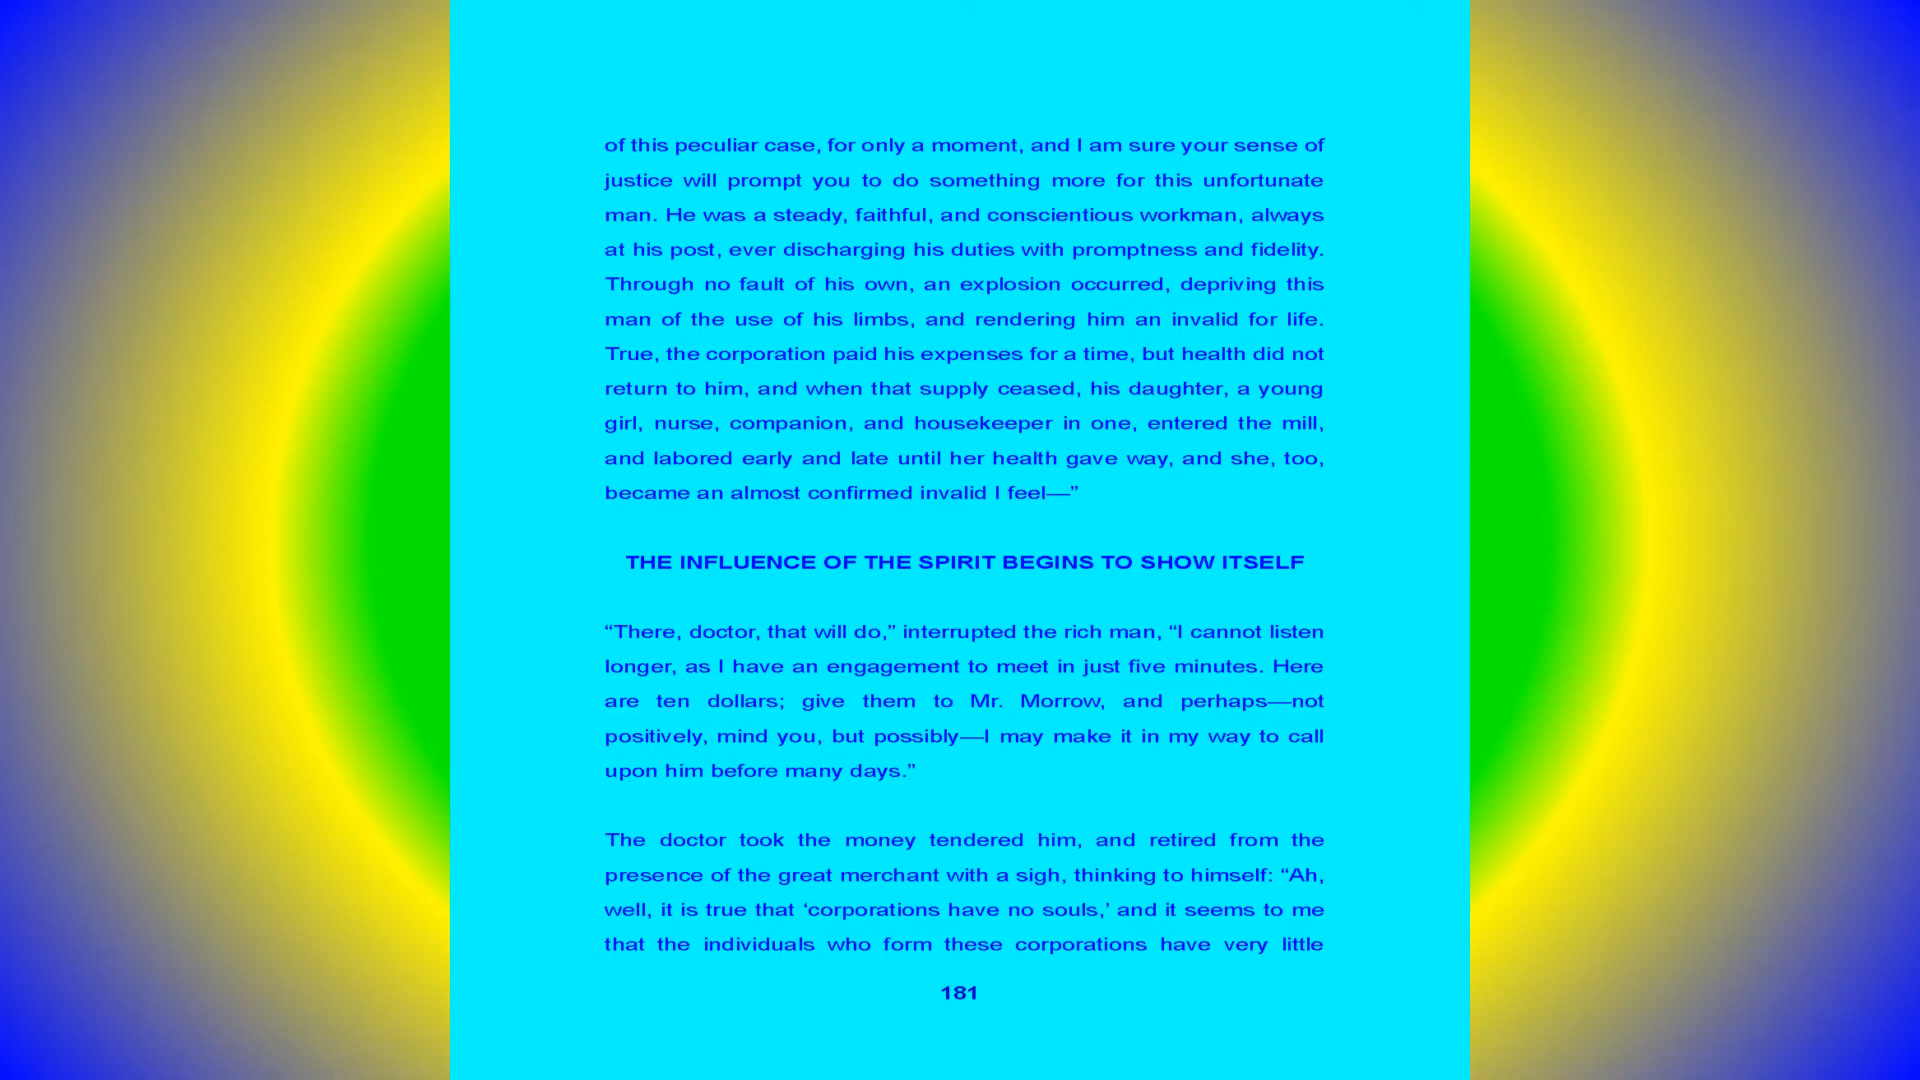 of this peculiar case, for only a moment, and I am sure your sense of
justice will prompt you to do something more for this unfortunate
man. He was a steady, faithful, and conscientious workman, always
at his post, ever discharging his duties with promptness and fidelity.
Through no fault of his own, an explosion occurred, depriving this
man of the use of his limbs, and rendering him an invalid for life.
True, the corporation paid his expenses for a time, but health did not
return to him, and when that supply ceased, his daughter, a young
girl, nurse, companion, and housekeeper in one, entered the mill,
and labored early and late until her health gave way, and she, too,
became an almost confirmed invalid I feel—”
THE INFLUENCE OF THE SPIRIT BEGINS TO SHOW ITSELF
“There, doctor, that will do,” interrupted the rich man, “I cannot listen
longer, as I have an engagement to meet in just five minutes. Here
are ten dollars; give them to Mr. Morrow, and perhaps—not
positively, mind you, but possibly—I may make it in my way to call
upon him before many days.”
The doctor took the money tendered him, and retired from the
presence of the great merchant with a sigh, thinking to himself: “Ah,
well, it is true that ‘corporations have no souls,’ and it seems to me
that the individuals who form these corporations have very little
181